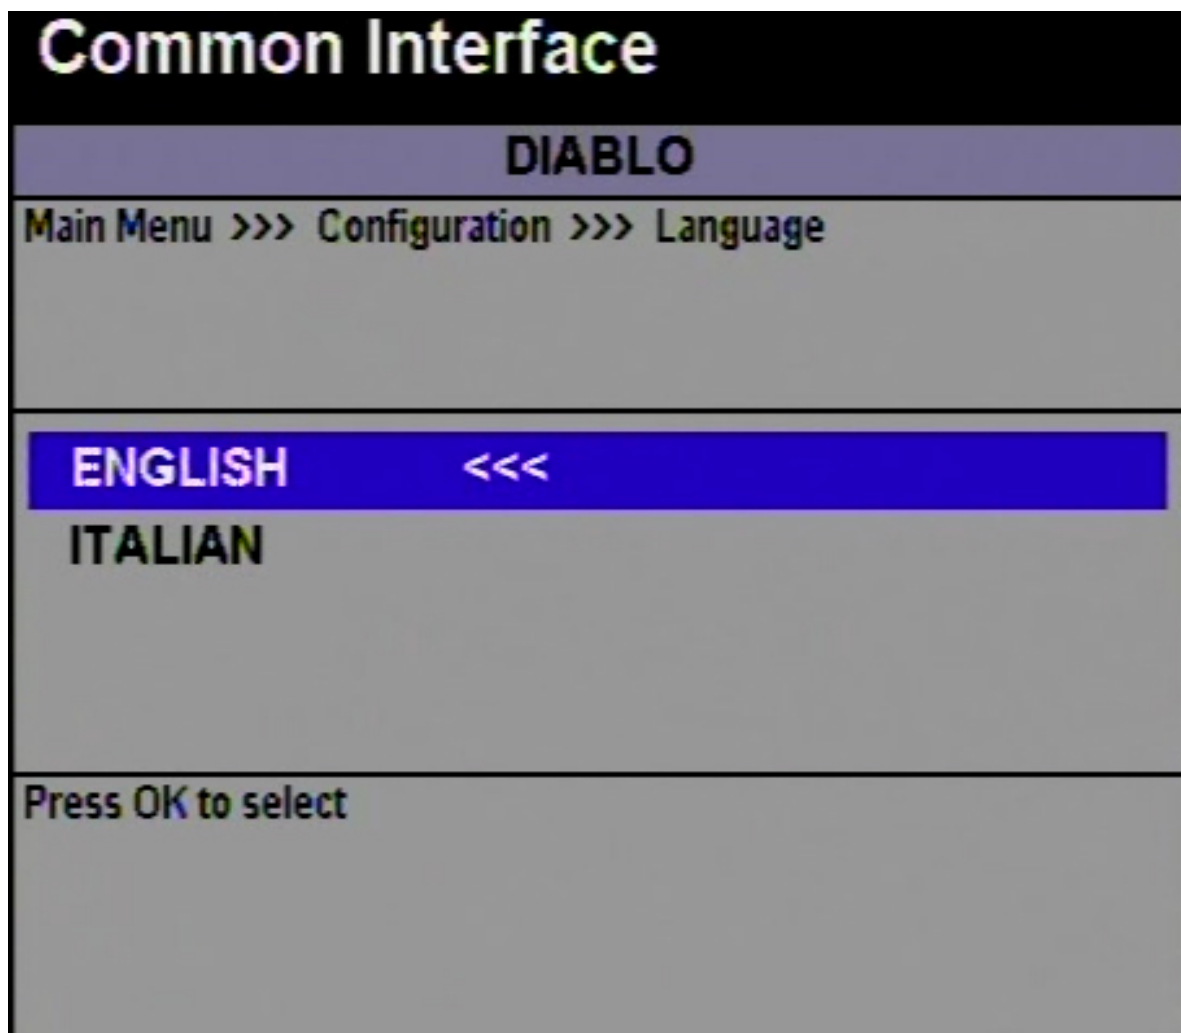 Common Interface
DIABLO
Main Menu >>> Configuration >>> Language
ENGLISH <<<
ITALIAN
Press OK to select